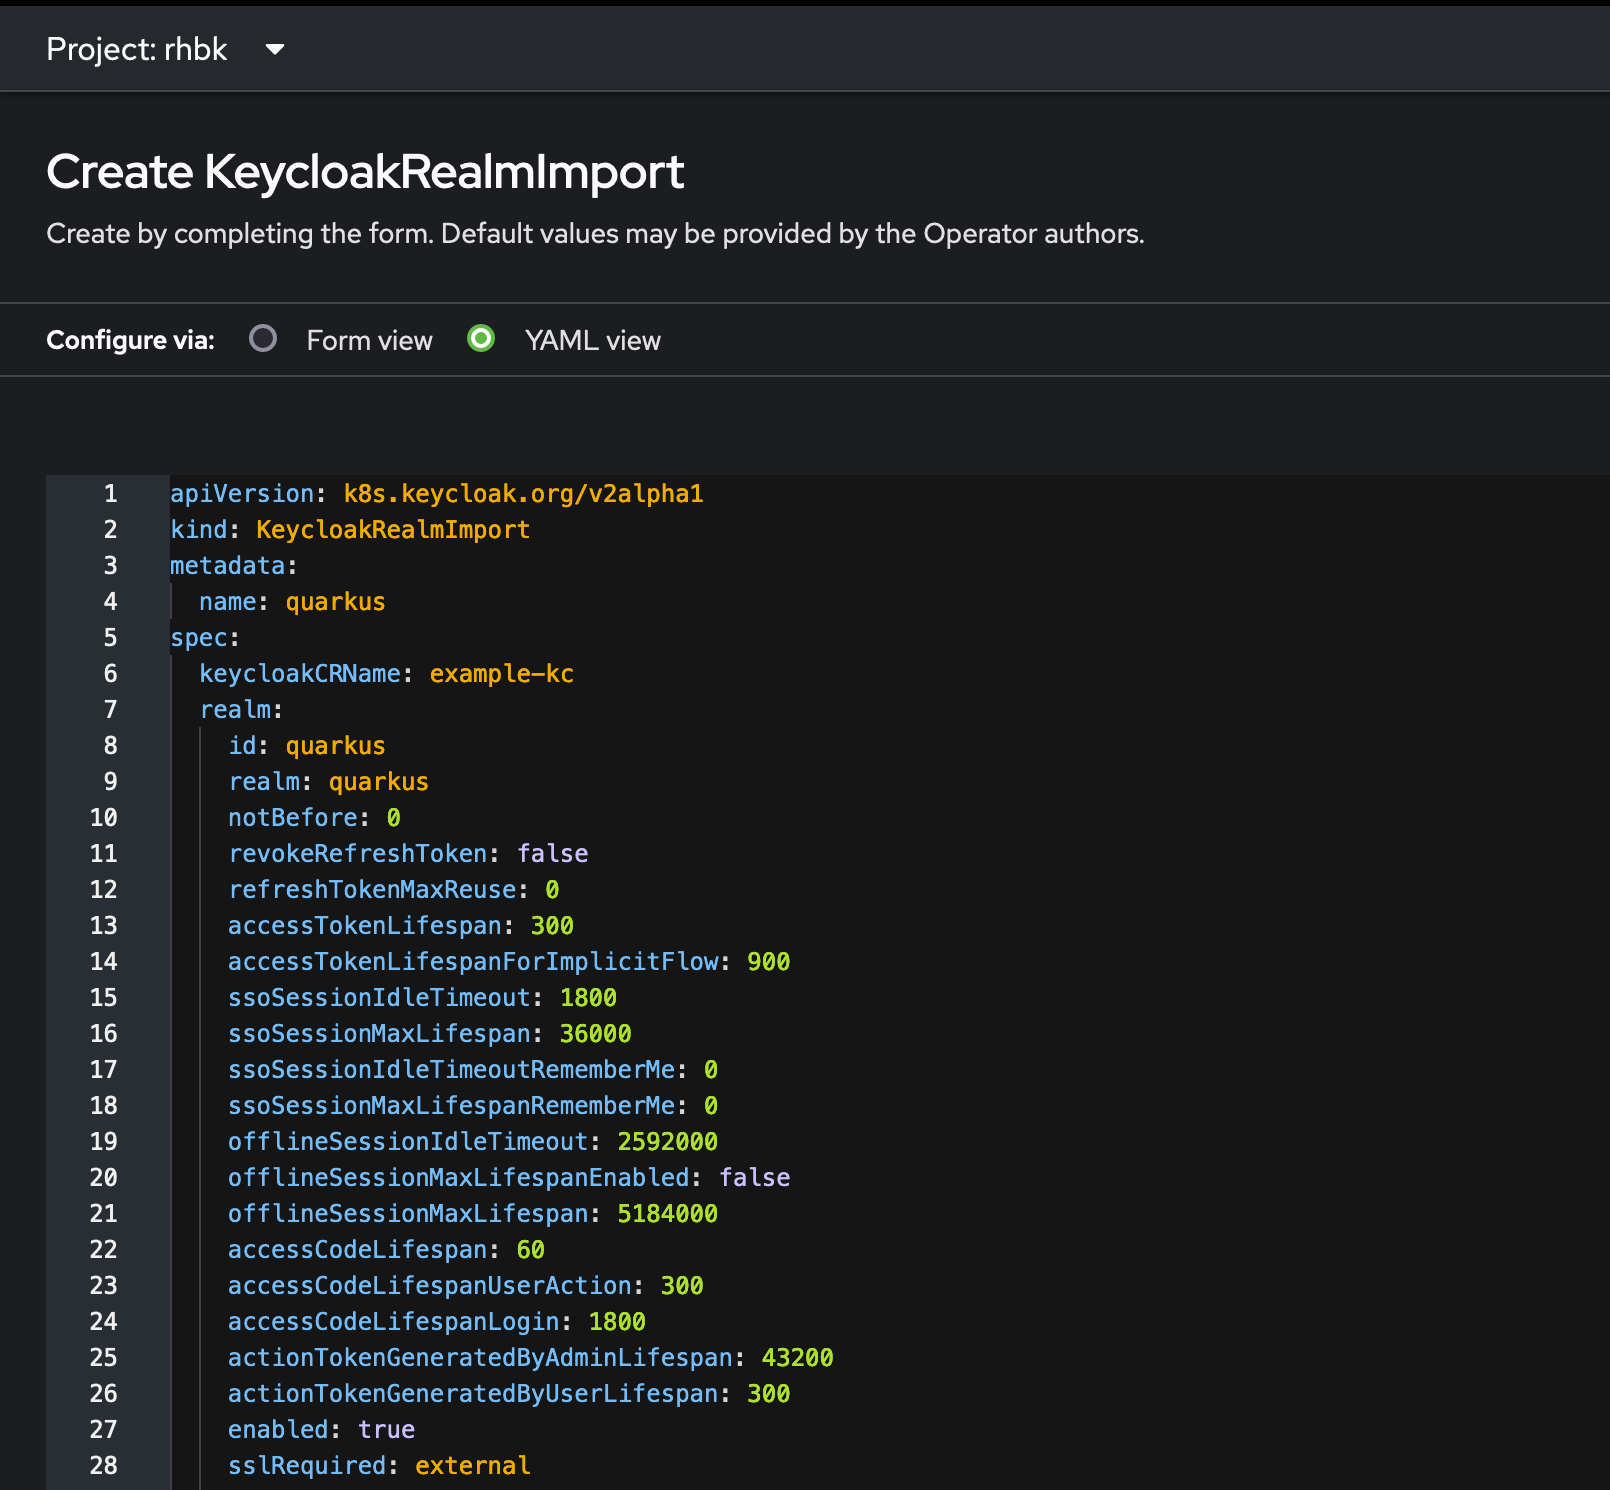 Project: rhbk
Create KeycloakRealmImport
Create by completing the form. Default values may be provided by the Operator authors.
Configure via: Form view YAML view
1 apiVersion: k8s.keycloak.org/v2alpha1
2 kind: KeycloakRealmImport
3 metadata:
4   name: quarkus
5 spec:
6   keycloakCRName: example-kc
7   realm:
8     id: quarkus
9     realm: quarkus
10     notBefore: 0
11     revokeRefreshToken: false
12     refreshTokenMaxReuse: 0
13     accessTokenLifespan: 300
14     accessTokenLifespanForImplicitFlow: 900
15     ssoSessionIdleTimeout: 1800
16     ssoSessionMaxLifespan: 36000
17     ssoSessionIdleTimeoutRememberMe: 0
18     ssoSessionMaxLifespanRememberMe: 0
19     offlineSessionIdleTimeout: 2592000
20     offlineSessionMaxLifespanEnabled: false
21     offlineSessionMaxLifespan: 5184000
22     accessCodeLifespan: 60
23     accessCodeLifespanUserAction: 300
24     accessCodeLifespanLogin: 1800
25     actionTokenGeneratedByAdminLifespan: 43200
26     actionTokenGeneratedByUserLifespan: 300
27     enabled: true
28     sslRequired: external